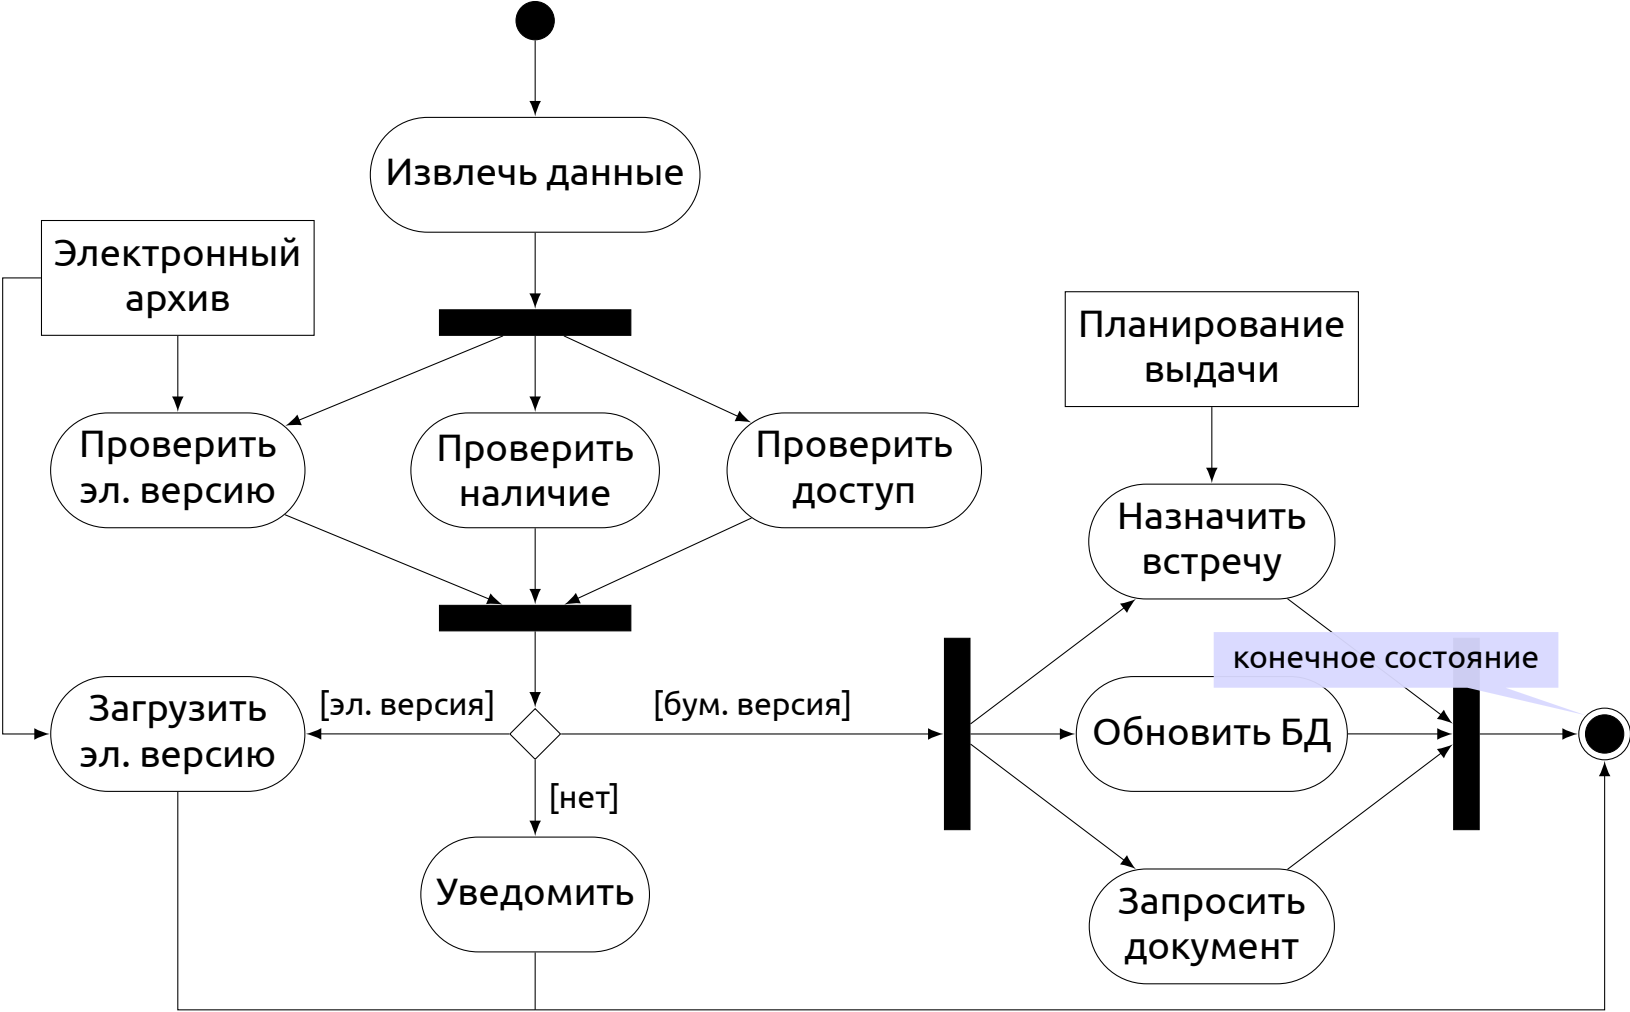 Извлечь данные
Электронный
архив
Планирование
выдачи
Проверить
эл. версию
Проверить
наличие
Проверить
доступ
Назначить
встречу
конечное состояние
Загрузить
эл. версию
[эл. версия]
[бум. версия]
Обновить БД
[нет]
Уведомить
Запросить
документ